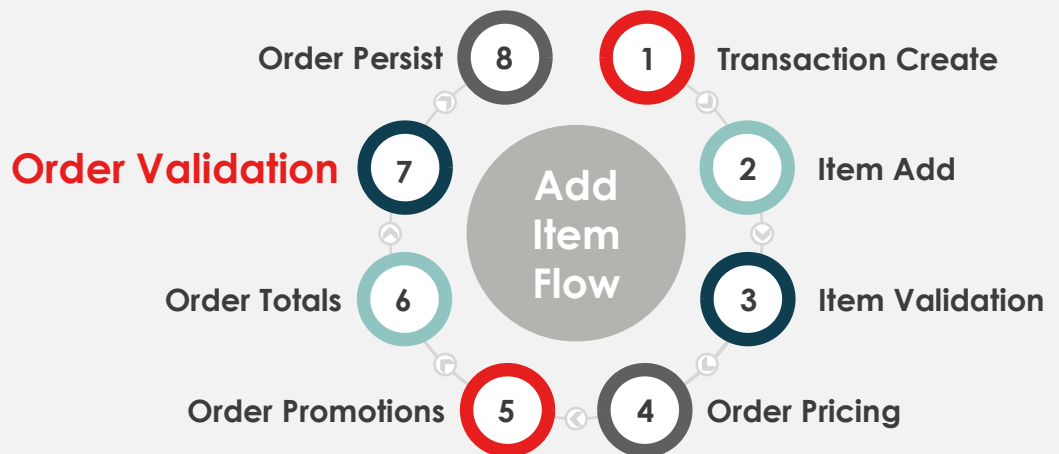 Order Persist
8
1
Transaction Create
Order Validation
7
2
Item Add
Add
Item
Flow
Order Totals
6
3
Item Validation
Order Promotions
5
4
Order Pricing